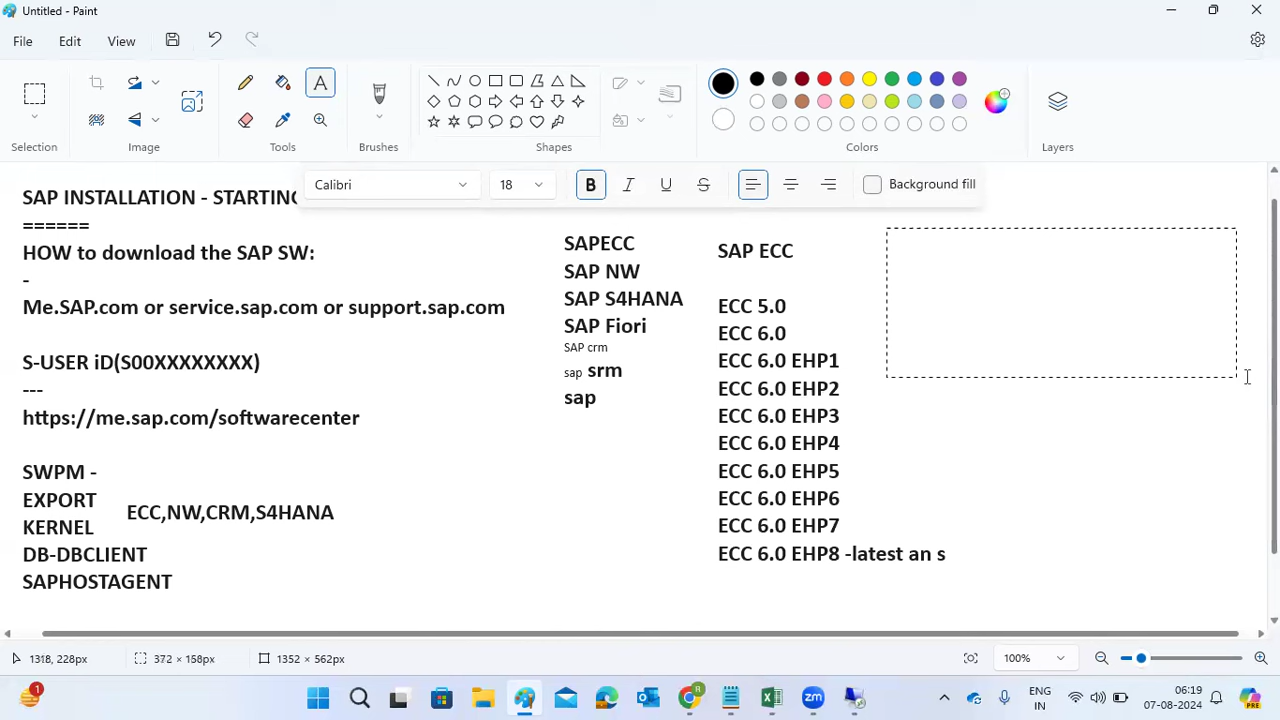 Untitled - Paint
File Edit View
Selection Image Tools Brushes Shapes Colors Layers
Calibri 18 B I U S Background fill
SAP INSTALLATION - STARTING
======
HOW to download the SAP SW:
-
Me.SAP.com or service.sap.com or support.sap.com
S-USER iD(S00XXXXXXXX)
---
https://me.sap.com/softwarecenter
SWPM -
EXPORT
KERNEL
DB-DBCLIENT
SAPHOSTAGENT
ECC,NW,CRM,S4HANA
SAPECC
SAP NW
SAP S4HANA
SAP Fiori
SAP crm
sap srm
sap
SAP ECC
ECC 5.0
ECC 6.0
ECC 6.0 EHP1
ECC 6.0 EHP2
ECC 6.0 EHP3
ECC 6.0 EHP4
ECC 6.0 EHP5
ECC 6.0 EHP6
ECC 6.0 EHP7
ECC 6.0 EHP8 -latest an s
1318, 228px 372 × 158px 1352 × 562px 100%
1 R zm ENG 06:19 PRE
IN 07-08-2024